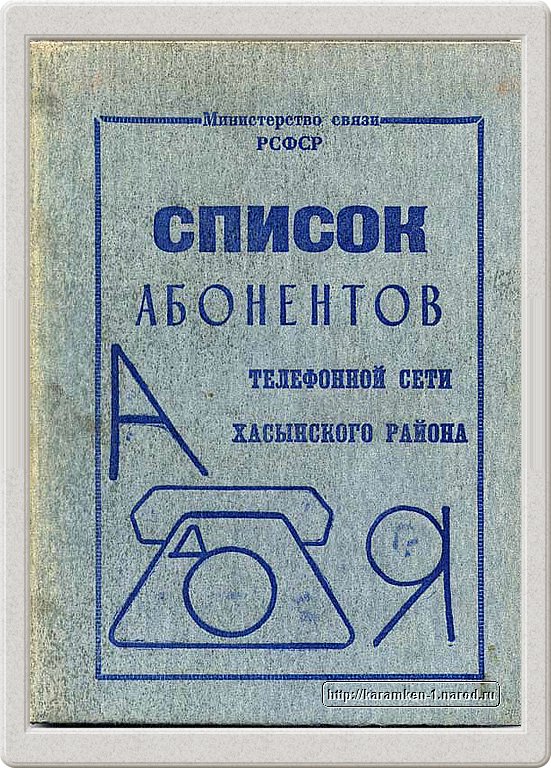 Министерство связи
РСФСР
СПИСОК
АБОНЕНТОВ
ТЕЛЕФОННОЙ СЕТИ
ХАСЫНСКОГО РАЙОНА
А
Я
http://karamken-1.narod.ru